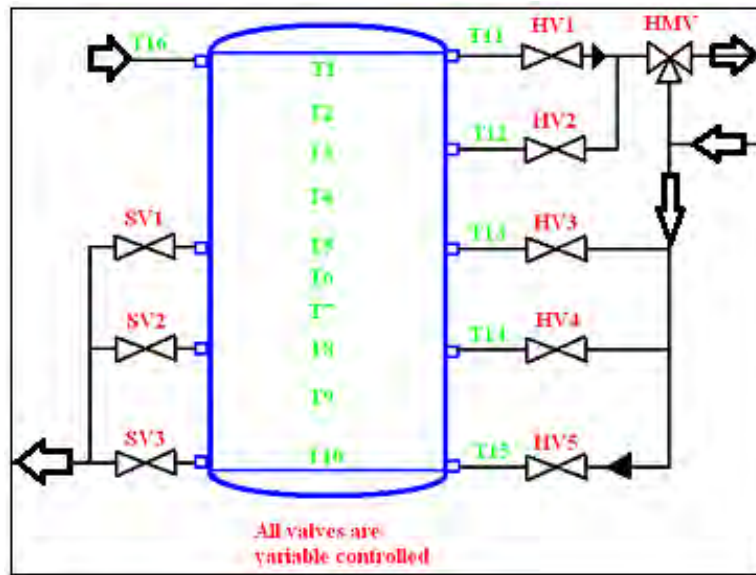 T16
T11
HV1
HMV
T1
T2
T12
HV2
T3
T4
SV1
T5
T13
HV3
T6
T7
SV2
T8
T14
HV4
T9
SV3
T10
T15
HV5
All valves are
variable controlled